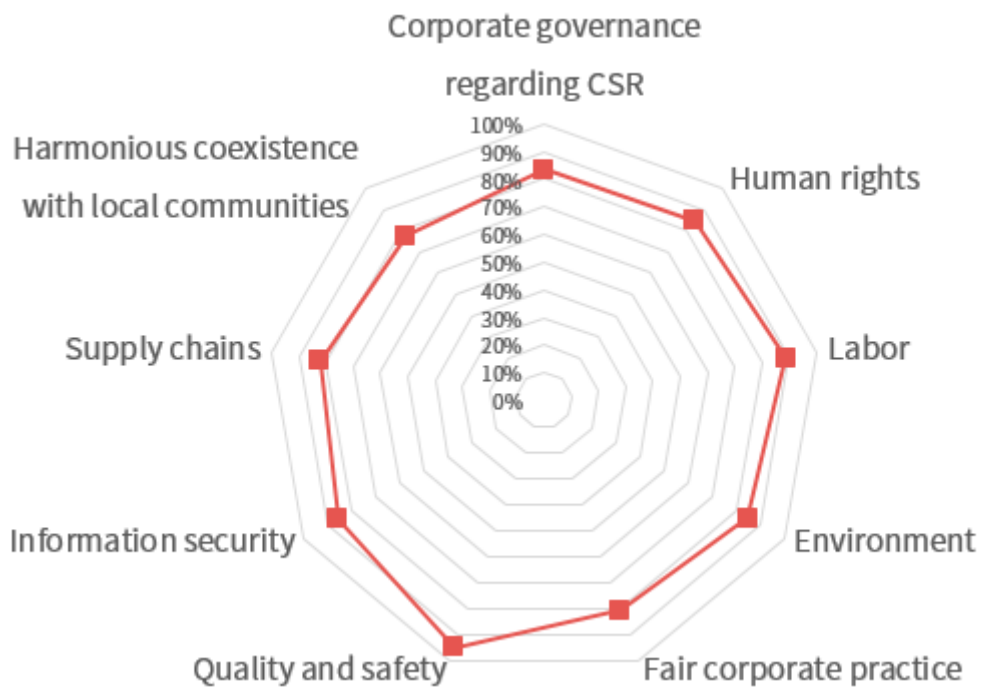 Corporate governance
regarding CSR
100%
90%
80%
70%
60%
50%
40%
30%
20%
10%
0%
Human rights
Labor
Environment
Fair corporate practice
Quality and safety
Information security
Supply chains
Harmonious coexistence
with local communities